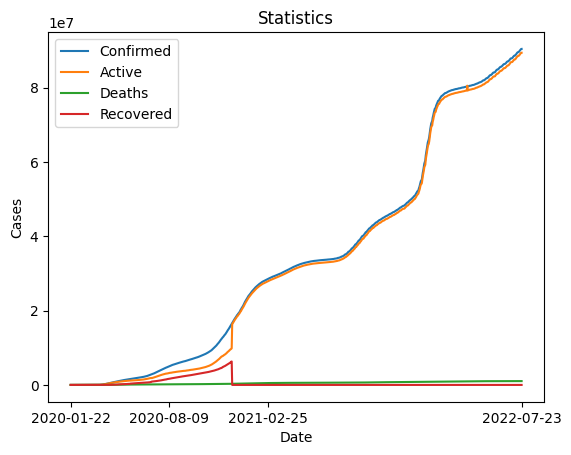 Statistics
1e7
Confirmed
Active
Deaths
Recovered
8
6
4
2
0
Cases
2020-01-22 2020-08-09 2021-02-25 2022-07-23
Date